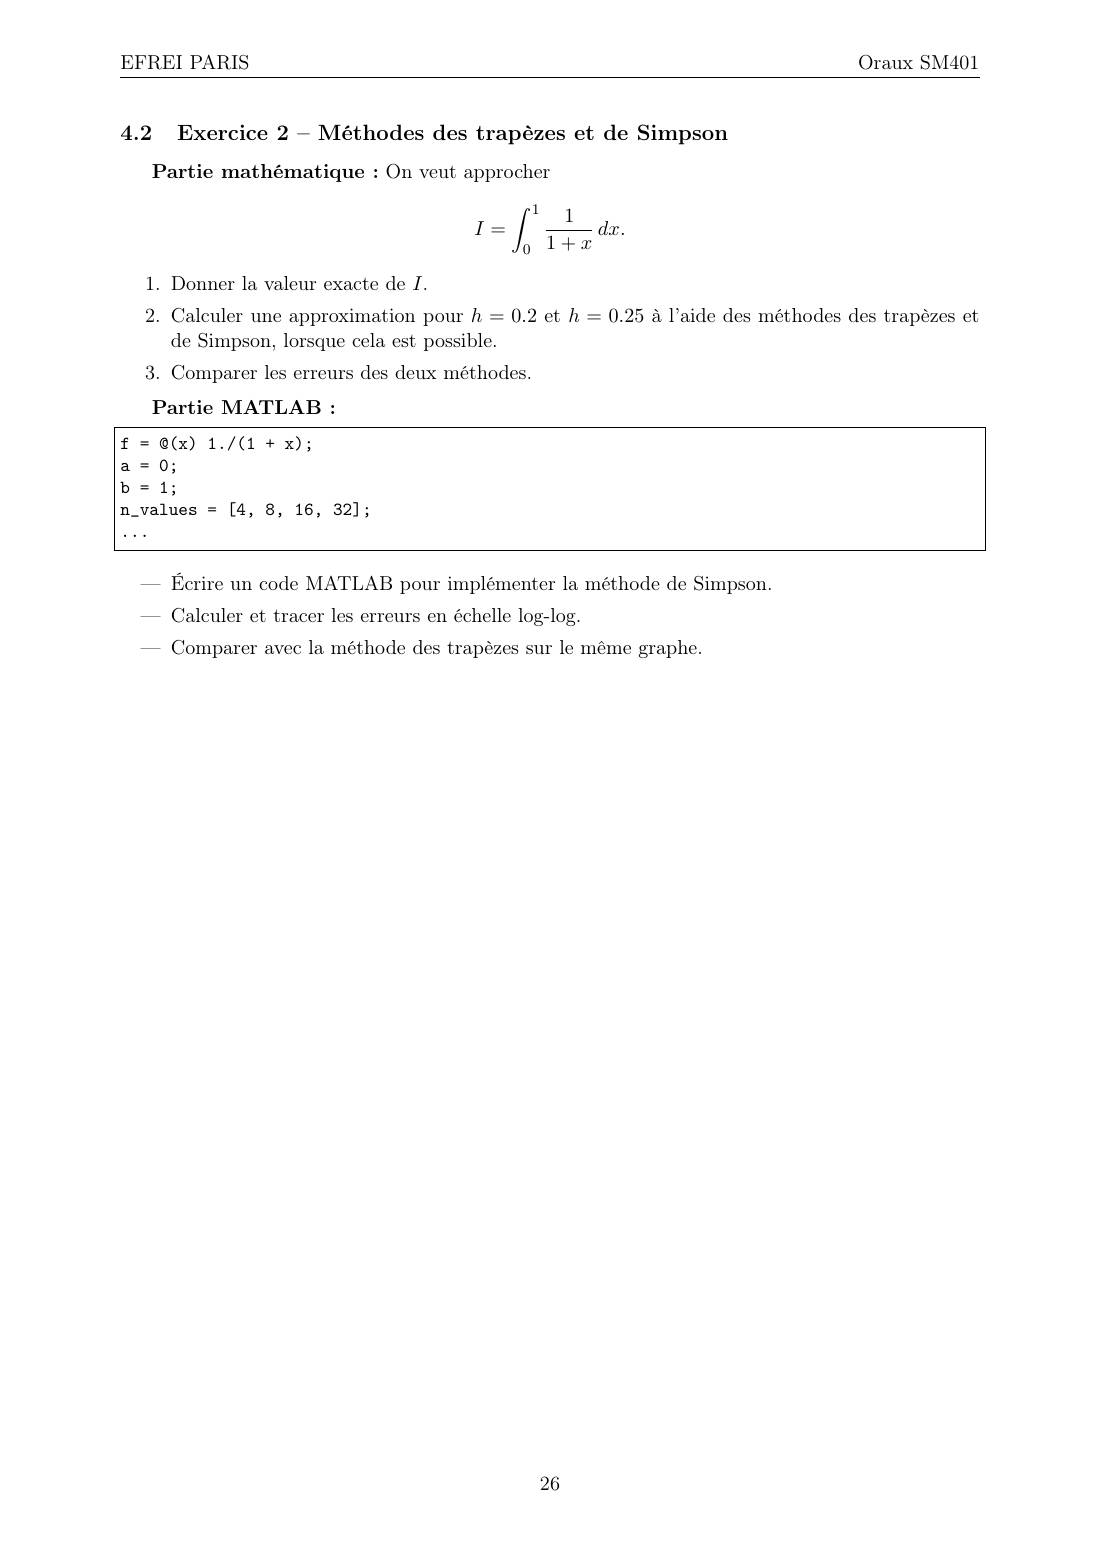 EFREI PARIS Oraux SM401
4.2 Exercice 2 – Méthodes des trapèzes et de Simpson
Partie mathématique : On veut approcher
I = ∫₀¹ 1/(1 + x) dx.
1. Donner la valeur exacte de I.
2. Calculer une approximation pour h = 0.2 et h = 0.25 à l'aide des méthodes des trapèzes et
de Simpson, lorsque cela est possible.
3. Comparer les erreurs des deux méthodes.
Partie MATLAB :
f = @(x) 1./(1 + x);
a = 0;
b = 1;
n_values = [4, 8, 16, 32];
...
— Écrire un code MATLAB pour implémenter la méthode de Simpson.
— Calculer et tracer les erreurs en échelle log-log.
— Comparer avec la méthode des trapèzes sur le même graphe.
26